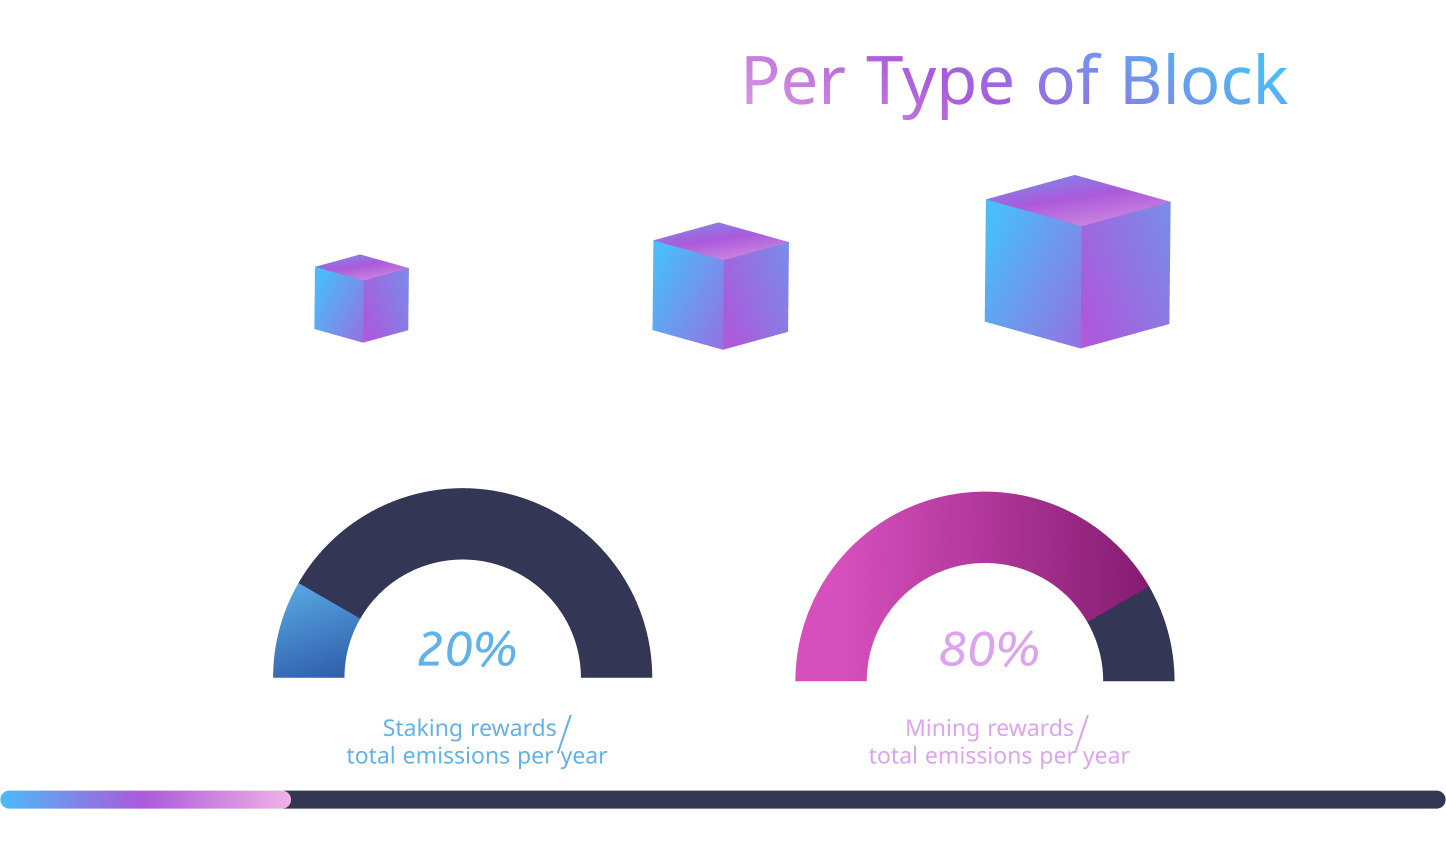 Per Type of Block
20%
Staking rewards/
total emissions per year
80%
Mining rewards/
total emissions per year